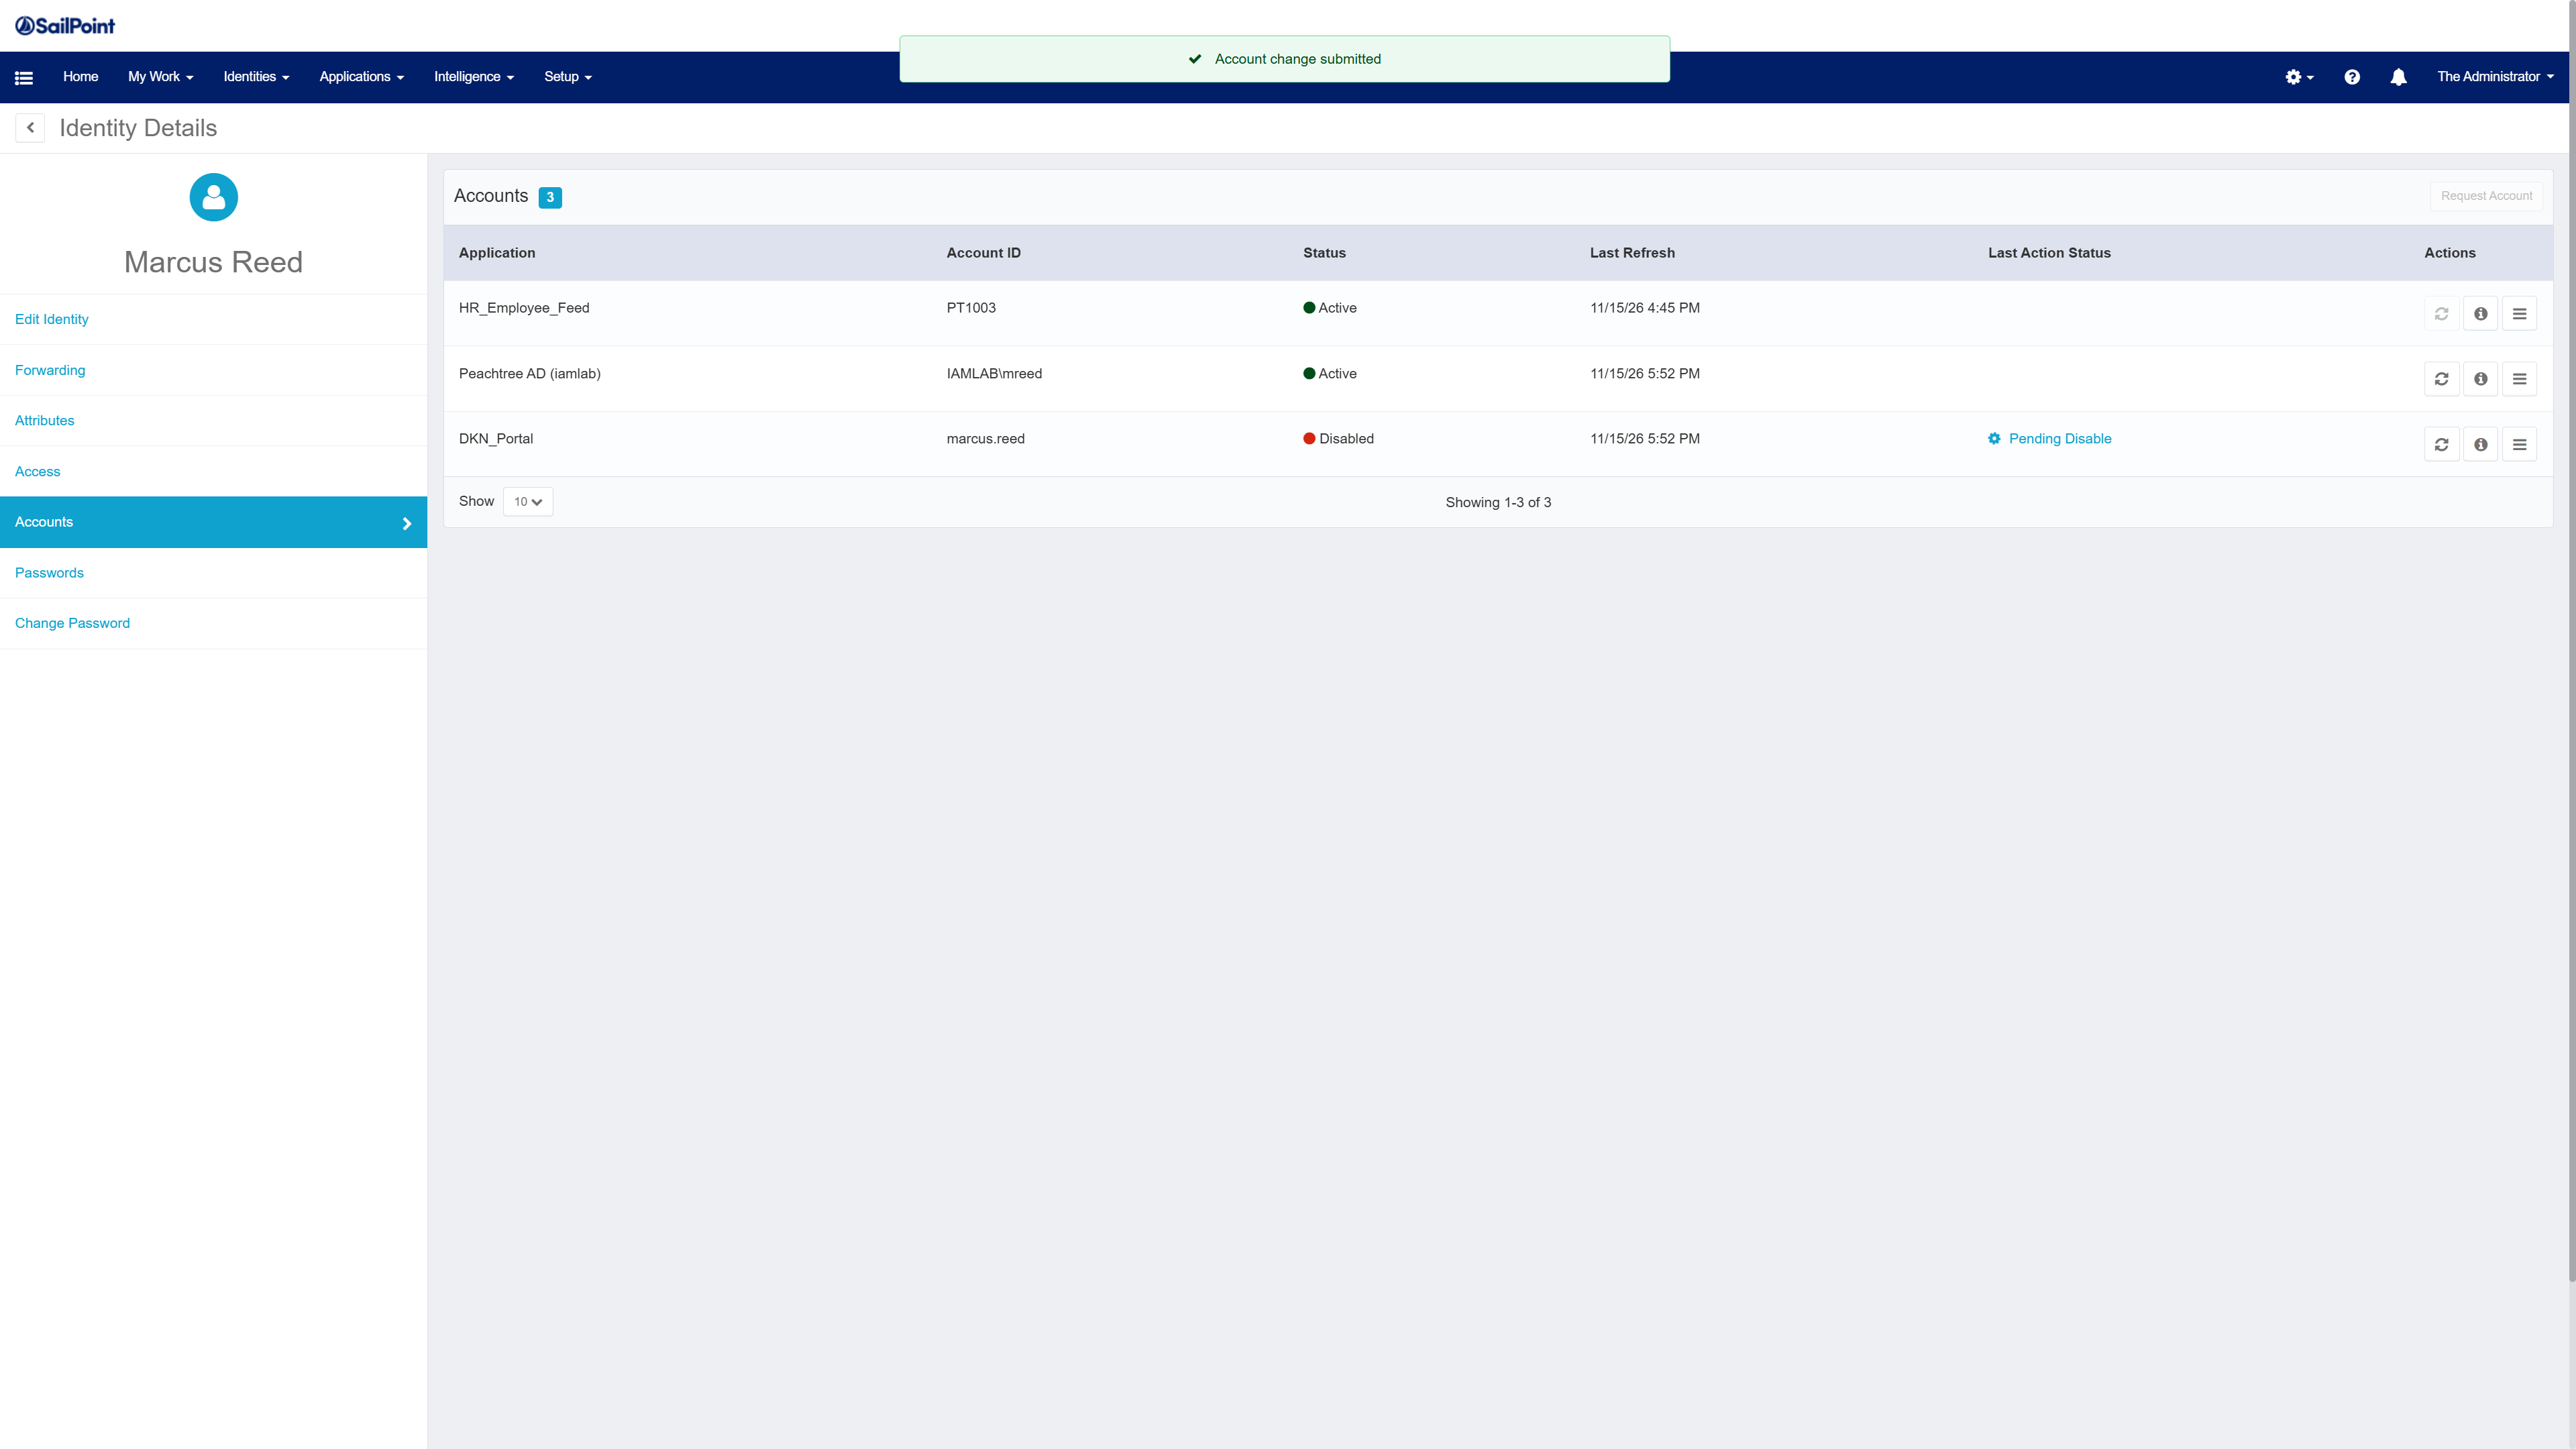 SailPoint
Account change submitted
Home My Work Identities Applications Intelligence Setup The Administrator
Identity Details
Marcus Reed
Edit Identity
Forwarding
Attributes
Access
Accounts
Passwords
Change Password
Accounts 3 Request Account
Application Account ID Status Last Refresh Last Action Status Actions
HR_Employee_Feed PT1003 Active 11/15/26 4:45 PM
Peachtree AD (iamlab) IAMLAB\mreed Active 11/15/26 5:52 PM
DKN_Portal marcus.reed Disabled 11/15/26 5:52 PM Pending Disable
Show 10 Showing 1-3 of 3